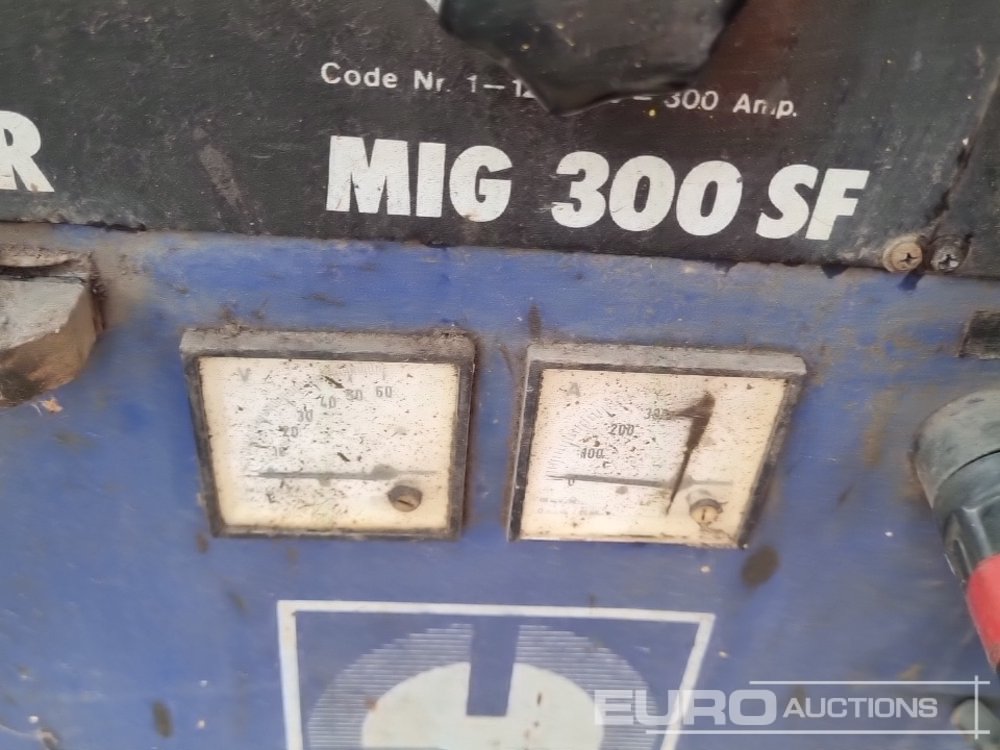 Code Nr. 1-12 - 300 Amp.
R
MIG 300 SF
V
10 20 30 40 50 60
A
0 100 200 300
EURO AUCTIONS